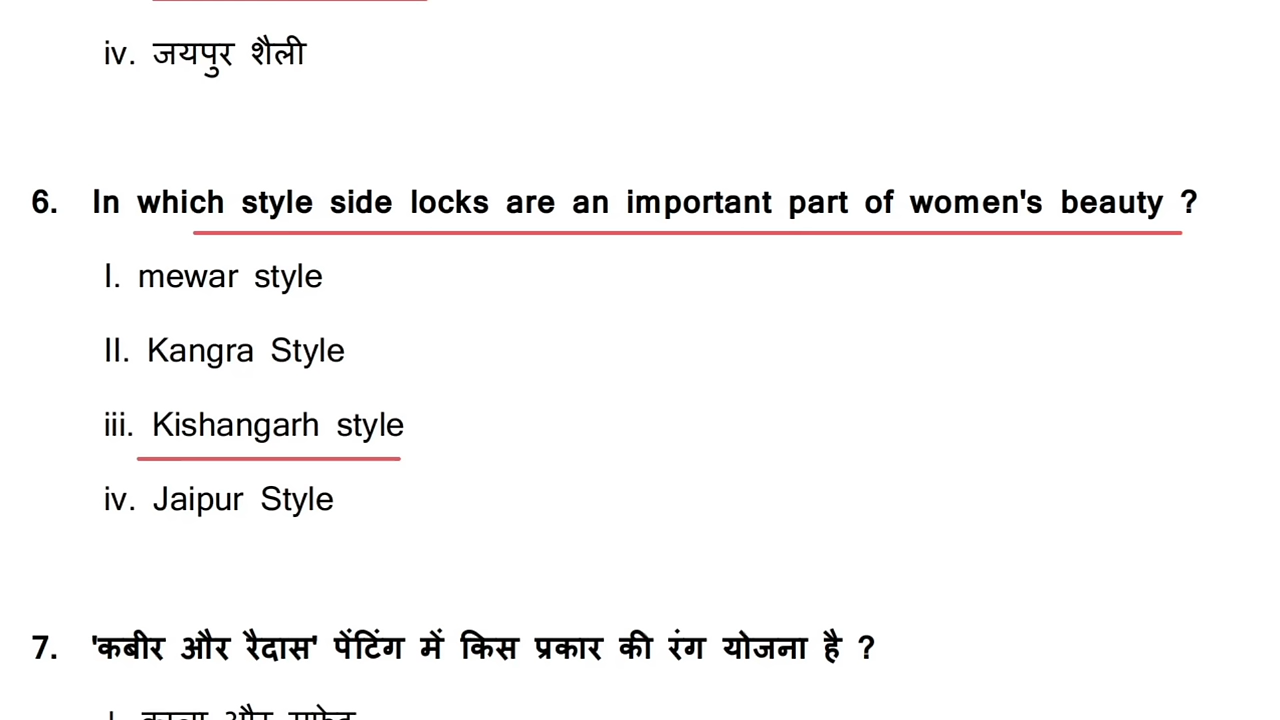 iv. जयपुर शैली
6. In which style side locks are an important part of women's beauty ?
I. mewar style
II. Kangra Style
iii. Kishangarh style
iv. Jaipur Style
7. 'कबीर और रैदास' पेंटिंग में किस प्रकार की रंग योजना है ?